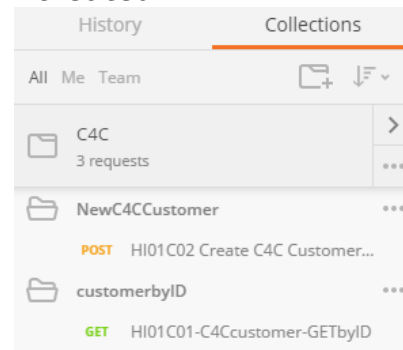 History Collections
All Me Team
C4C
3 requests
NewC4CCustomer
POST HI01C02 Create C4C Customer...
customerbyID
GET HI01C01-C4Ccustomer-GETbyID